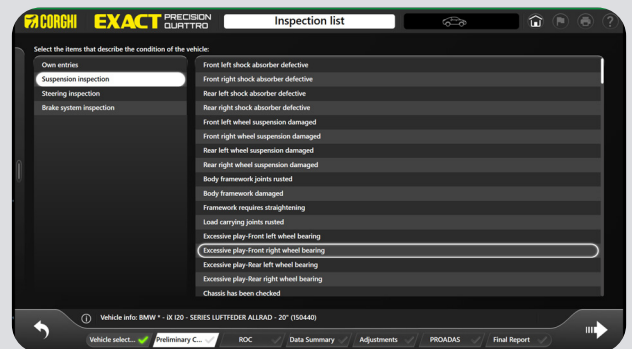 CORGHI EXACT PRECISION QUATTRO
Inspection list
Select the items that describe the condition of the vehicle:
Own entries
Suspension inspection
Steering inspection
Brake system inspection
Front left shock absorber defective
Front right shock absorber defective
Rear left shock absorber defective
Rear right shock absorber defective
Front left wheel suspension damaged
Front right wheel suspension damaged
Rear left wheel suspension damaged
Rear right wheel suspension damaged
Body framework joints rusted
Body framework damaged
Framework requires straightening
Load carrying joints rusted
Excessive play-Front left wheel bearing
Excessive play-Front right wheel bearing
Excessive play-Rear left wheel bearing
Excessive play-Rear right wheel bearing
Chassis has been checked
Vehicle info: BMW * - iX I20 - SERIES LUFTFEDER ALLRAD - 20" (150440)
Vehicle select... Preliminary C... ROC Data Summary Adjustments PROADAS Final Report